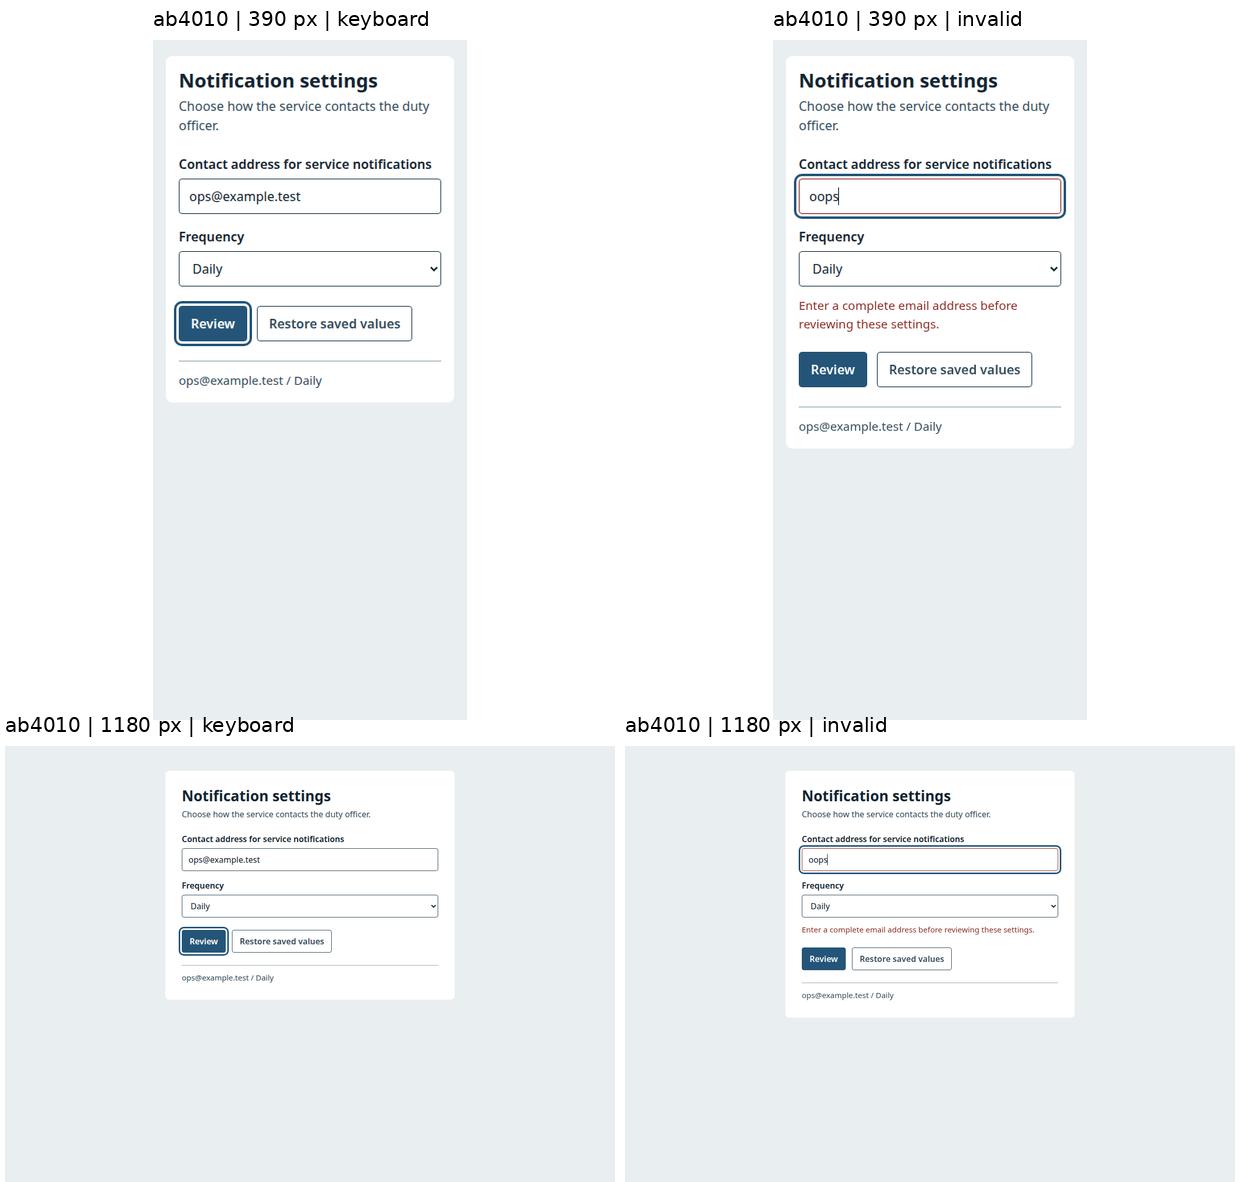 ab4010 | 390 px | keyboard
Notification settings
Choose how the service contacts the duty
officer.
Contact address for service notifications
ops@example.test
Frequency
Daily
Review
Restore saved values
ops@example.test / Daily
ab4010 | 390 px | invalid
Notification settings
Choose how the service contacts the duty
officer.
Contact address for service notifications
oops
Frequency
Daily
Enter a complete email address before
reviewing these settings.
Review
Restore saved values
ops@example.test / Daily
ab4010 | 1180 px | keyboard
Notification settings
Choose how the service contacts the duty officer.
Contact address for service notifications
ops@example.test
Frequency
Daily
Review
Restore saved values
ops@example.test / Daily
ab4010 | 1180 px | invalid
Notification settings
Choose how the service contacts the duty officer.
Contact address for service notifications
oops
Frequency
Daily
Enter a complete email address before reviewing these settings.
Review
Restore saved values
ops@example.test / Daily